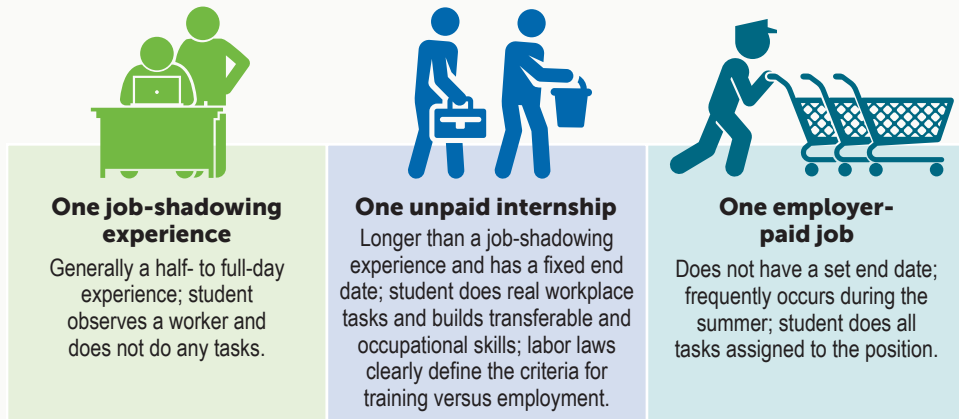 One job-shadowing
experience
Generally a half- to full-day
experience; student
observes a worker and
does not do any tasks.
One unpaid internship
Longer than a job-shadowing
experience and has a fixed end
date; student does real workplace
tasks and builds transferable and
occupational skills; labor laws
clearly define the criteria for
training versus employment.
One employer-
paid job
Does not have a set end date;
frequently occurs during the
summer; student does all
tasks assigned to the position.